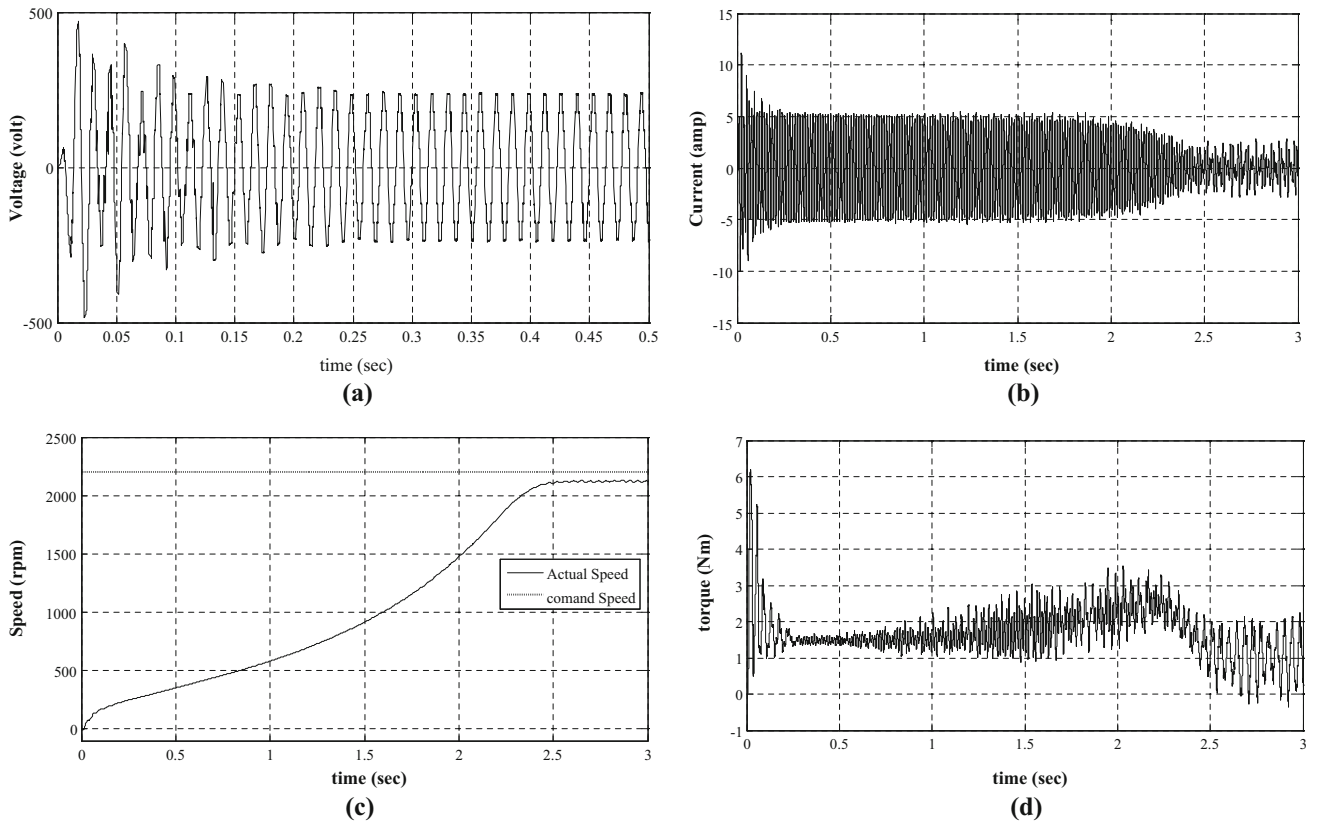 500
0
-500
Voltage (volt)
0 0.05 0.1 0.15 0.2 0.25 0.3 0.35 0.4 0.45 0.5
time (sec)
(a)
15
10
5
0
-5
-10
-15
Current (amp)
0 0.5 1 1.5 2 2.5 3
time (sec)
(b)
2500
2000
1500
1000
500
0
Speed (rpm)
Actual Speed
comand Speed
0 0.5 1 1.5 2 2.5 3
time (sec)
(c)
7
6
5
4
3
2
1
0
-1
torque (Nm)
0 0.5 1 1.5 2 2.5 3
time (sec)
(d)